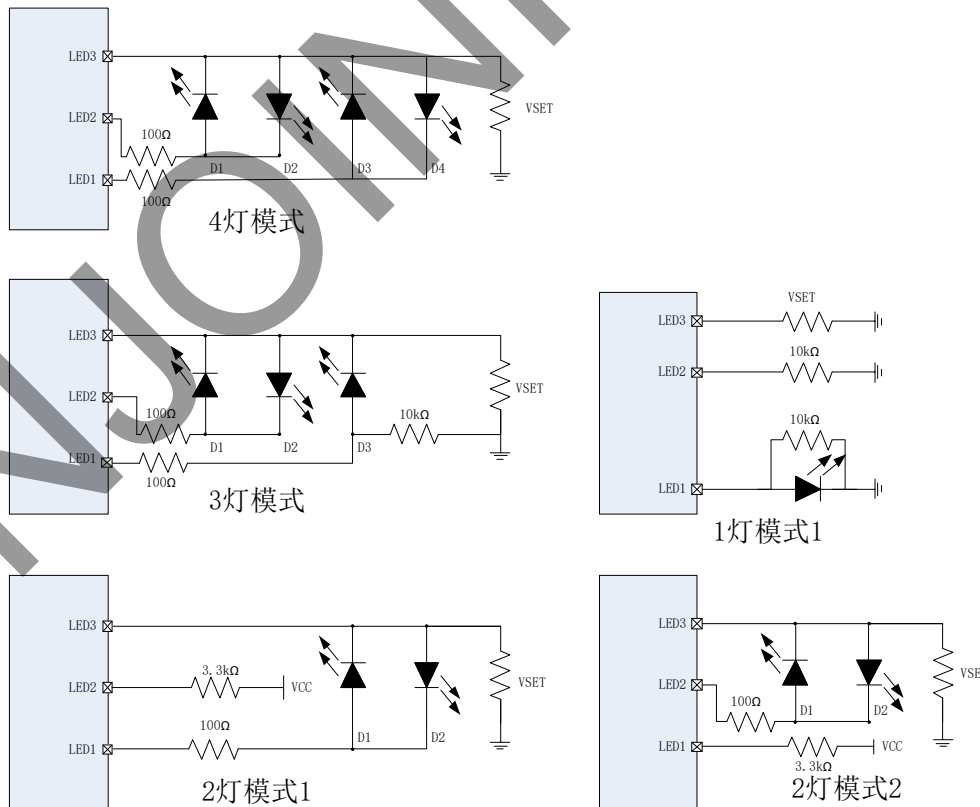 LED3
LED2
LED1
100Ω
100Ω
D1
D2
D3
D4
VSET
4灯模式
LED3
LED2
LED1
100Ω
100Ω
D1
D2
D3
10kΩ
VSET
3灯模式
LED3
LED2
LED1
VSET
10kΩ
10kΩ
1灯模式1
LED3
LED2
LED1
3.3kΩ
VCC
100Ω
D1
D2
VSET
2灯模式1
LED3
LED2
LED1
100Ω
D1
D2
VSE
VCC
3.3kΩ
2灯模式2